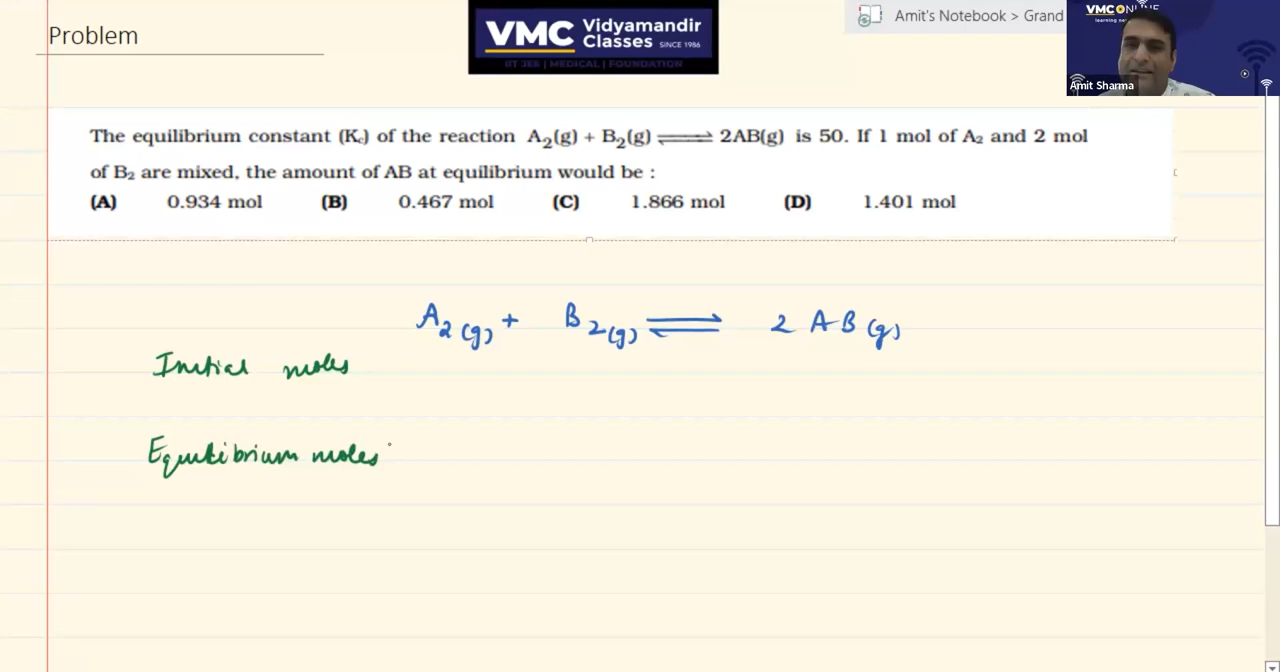 Problem
VMC Vidyamandir Classes SINCE 1986
IIT JEE | MEDICAL | FOUNDATION
Amit's Notebook > Grand
VMC ONLINE
Amit Sharma
The equilibrium constant (K꜀) of the reaction A₂(g) + B₂(g) ⇌ 2AB(g) is 50. If 1 mol of A₂ and 2 mol
of B₂ are mixed, the amount of AB at equilibrium would be :
(A) 0.934 mol (B) 0.467 mol (C) 1.866 mol (D) 1.401 mol
A₂(g) + B₂(g) ⇌ 2 AB(g)
Initial moles
Equilibrium moles